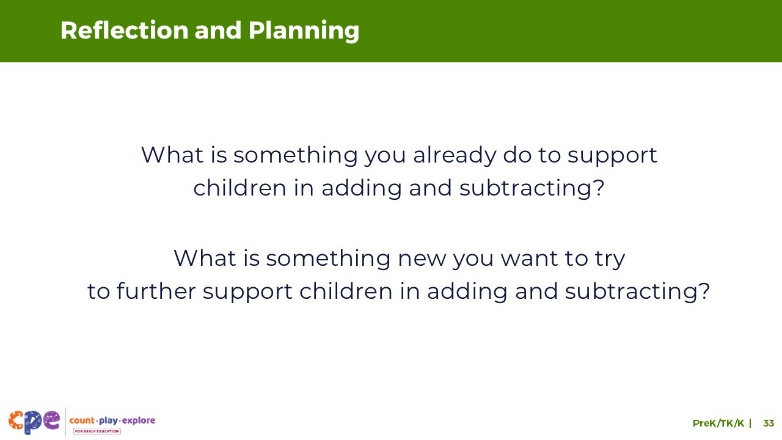 Reflection and Planning
What is something you already do to support
children in adding and subtracting?
What is something new you want to try
to further support children in adding and subtracting?
cpe
count·play·explore
FOR EARLY EDUCATION
PreK/TK/K | 33